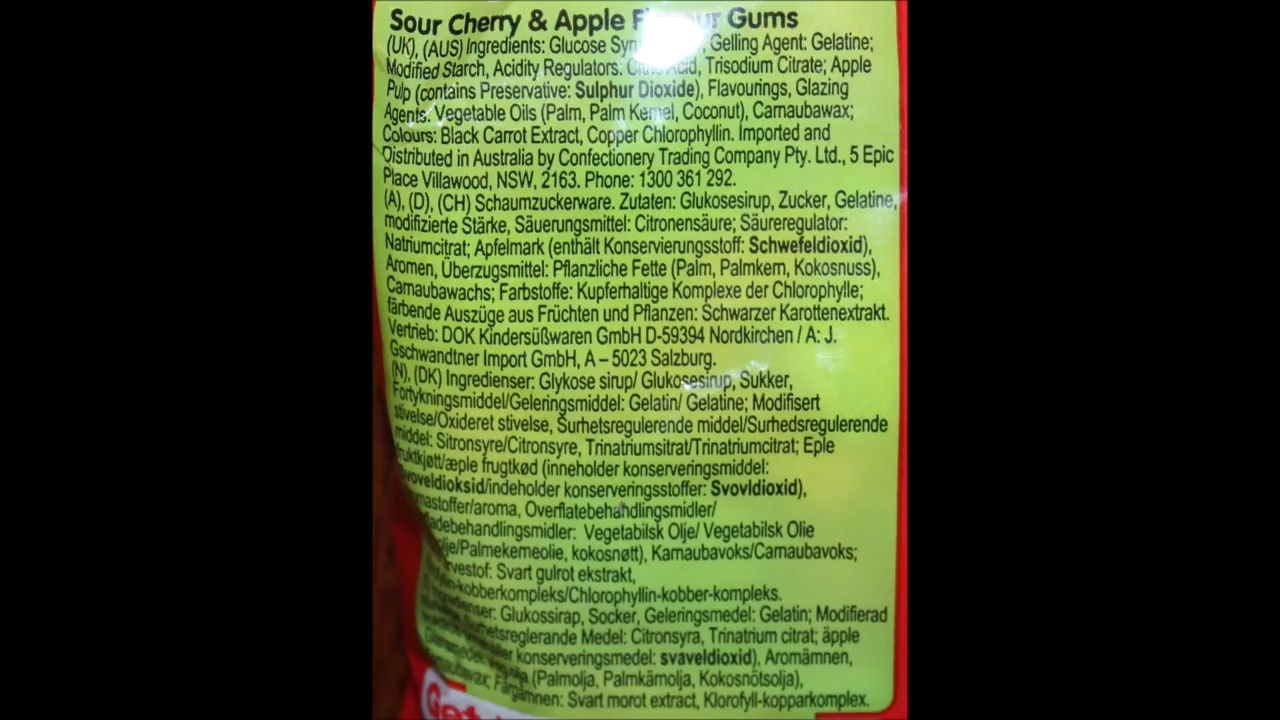 Sour Cherry & Apple Gums
(UK), (AUS) Ingredients: Glucose , Gelling Agent: Gelatine;
Modified Starch, Acidity Regulators: Citric Acid, Trisodium Citrate; Apple
Pulp (contains Preservative: Sulphur Dioxide), Flavourings, Glazing
Agents: Vegetable Oils (Palm, Palm Kernel, Coconut), Carnaubawax;
Colours: Black Carrot Extract, Copper Chlorophyllin. Imported and
Distributed in Australia by Confectionery Trading Company Pty. Ltd., 5 Epic
Place Villawood, NSW, 2163. Phone: 1300 361 292.
(A), (D), (CH) Schaumzuckerware. Zutaten: Glukosesirup, Zucker, Gelatine,
modifizierte Stärke, Säuerungsmittel: Citronensäure; Säureregulator:
Natriumcitrat; Apfelmark (enthält Konservierungsstoff: Schwefeldioxid),
Aromen, Überzugsmittel: Pflanzliche Fette (Palm, Palmkern, Kokosnuss),
Carnaubawachs; Farbstoffe: Kupferhaltige Komplexe der Chlorophylle;
färbende Auszüge aus Früchten und Pflanzen: Schwarzer Karottenextrakt.
Vertrieb: DOK Kindersüßwaren GmbH D-59394 Nordkirchen / A: J.
Gschwandtner Import GmbH, A – 5023 Salzburg.
(N), (DK) Ingredienser: Glykose sirup/ Glukosesirup, Sukker,
Fortykningsmiddel/Geleringsmiddel: Gelatin/ Gelatine; Modifisert
stivelse/Oxideret stivelse, Surhetsregulerende middel/Surhedsregulerende
middel: Sitronsyre/Citronsyre, Trinatriumsitrat/Trinatriumcitrat; Eple
fruktkjøtt/æple frugtkød (inneholder konserveringsmiddel:
Svoveldioksid/indeholder konserveringsstoffer: Svovldioxid),
Overflatebehandlingsmidler/
Vegetabilsk Olje/ Vegetabilsk Olie
kokosnøtt), Karnaubavoks/Carnaubavoks;
Svart gulrot ekstrakt,
kobberkompleks/Chlorophyllin-kobber-kompleks.
Glukossirap, Socker, Geleringsmedel: Gelatin; Modifierad
Medel: Citronsyra, Trinatrium citrat; äpple
konserveringsmedel: svaveldioxid), Aromämnen,
(Palmolja, Palmkärnolja, Kokosnötsolja),
Färgämnen: Svart morot extract, Klorofyll-kopparkomplex.